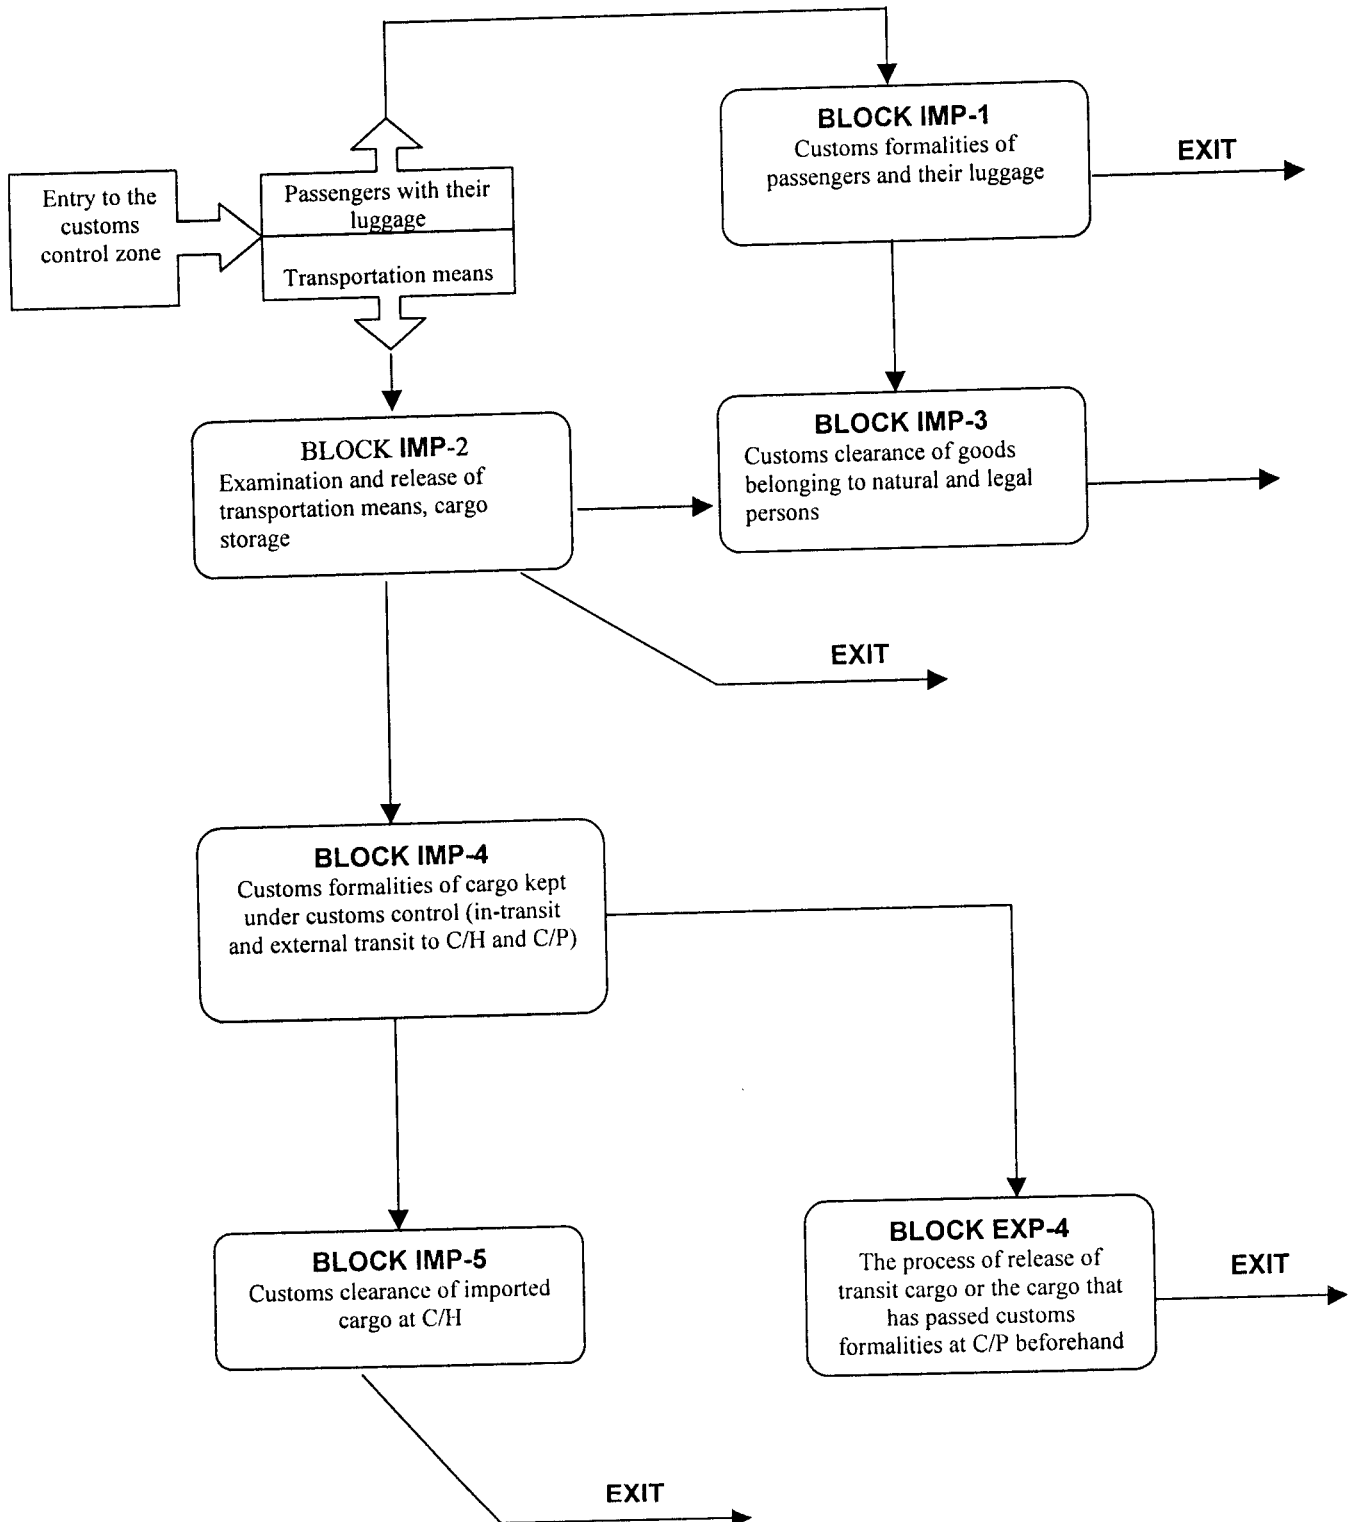 BLOCK IMP-1
Customs formalities of
passengers and their luggage
EXIT
Entry to the
customs
control zone
Passengers with their
luggage
Transportation means
BLOCK IMP-2
Examination and release of
transportation means, cargo
storage
BLOCK IMP-3
Customs clearance of goods
belonging to natural and legal
persons
EXIT
BLOCK IMP-4
Customs formalities of cargo kept
under customs control (in-transit
and external transit to C/H and C/P)
BLOCK IMP-5
Customs clearance of imported
cargo at C/H
BLOCK EXP-4
The process of release of
transit cargo or the cargo that
has passed customs
formalities at C/P beforehand
EXIT
EXIT